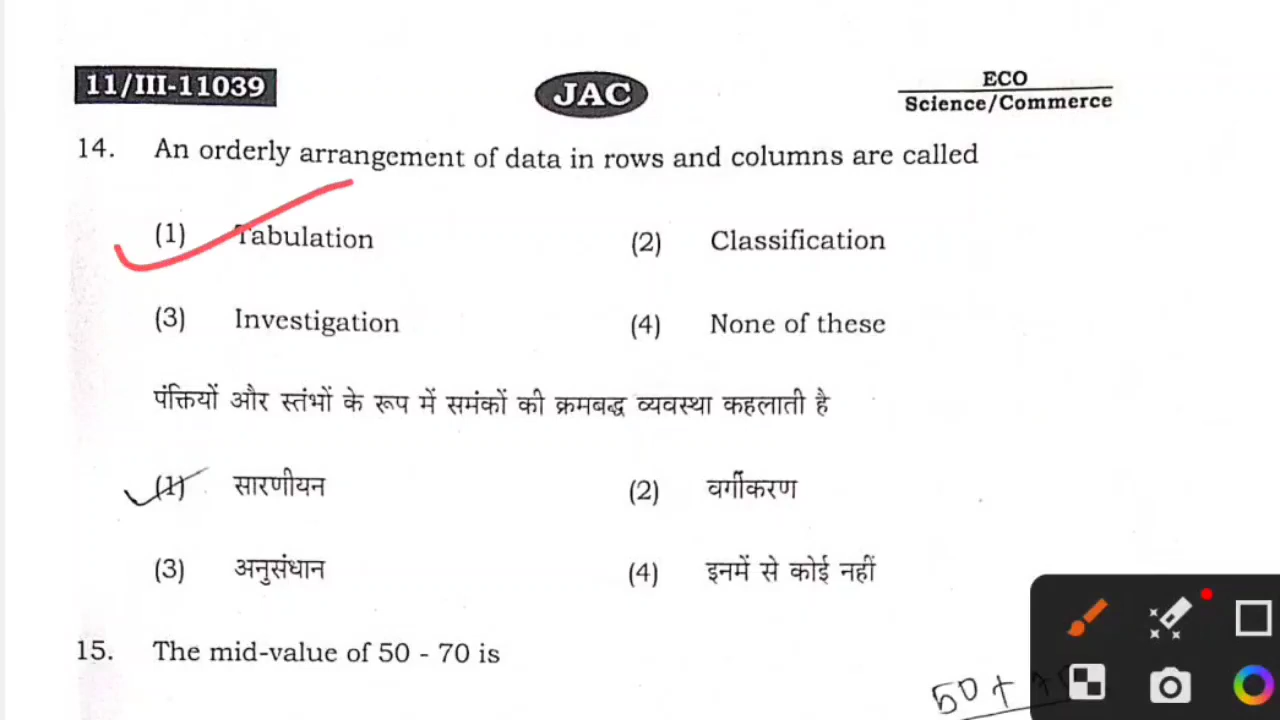 11/III-11039 JAC ECO
Science/Commerce
14. An orderly arrangement of data in rows and columns are called
(1) Tabulation (2) Classification
(3) Investigation (4) None of these
पंक्तियों और स्तंभों के रूप में समंकों की क्रमबद्ध व्यवस्था कहलाती है
(1) सारणीयन (2) वर्गीकरण
(3) अनुसंधान (4) इनमें से कोई नहीं
15. The mid-value of 50 - 70 is
50 +